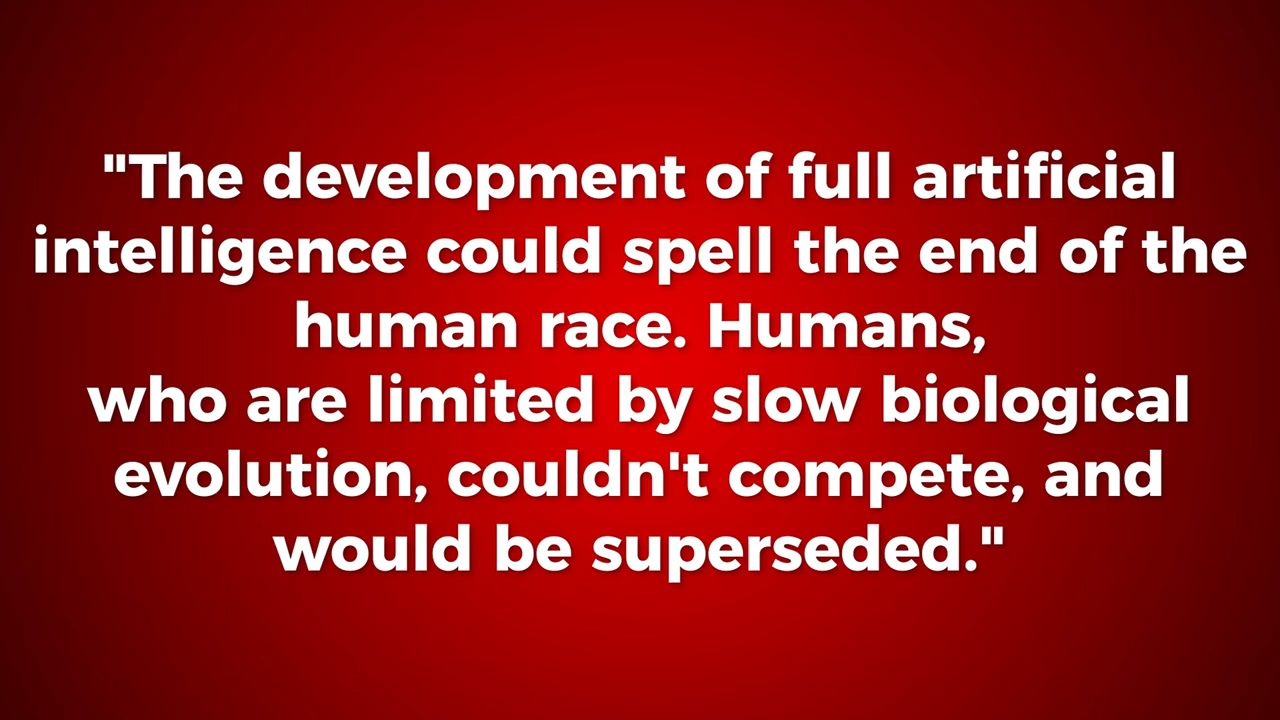 "The development of full artificial
intelligence could spell the end of the
human race. Humans,
who are limited by slow biological
evolution, couldn't compete, and
would be superseded."